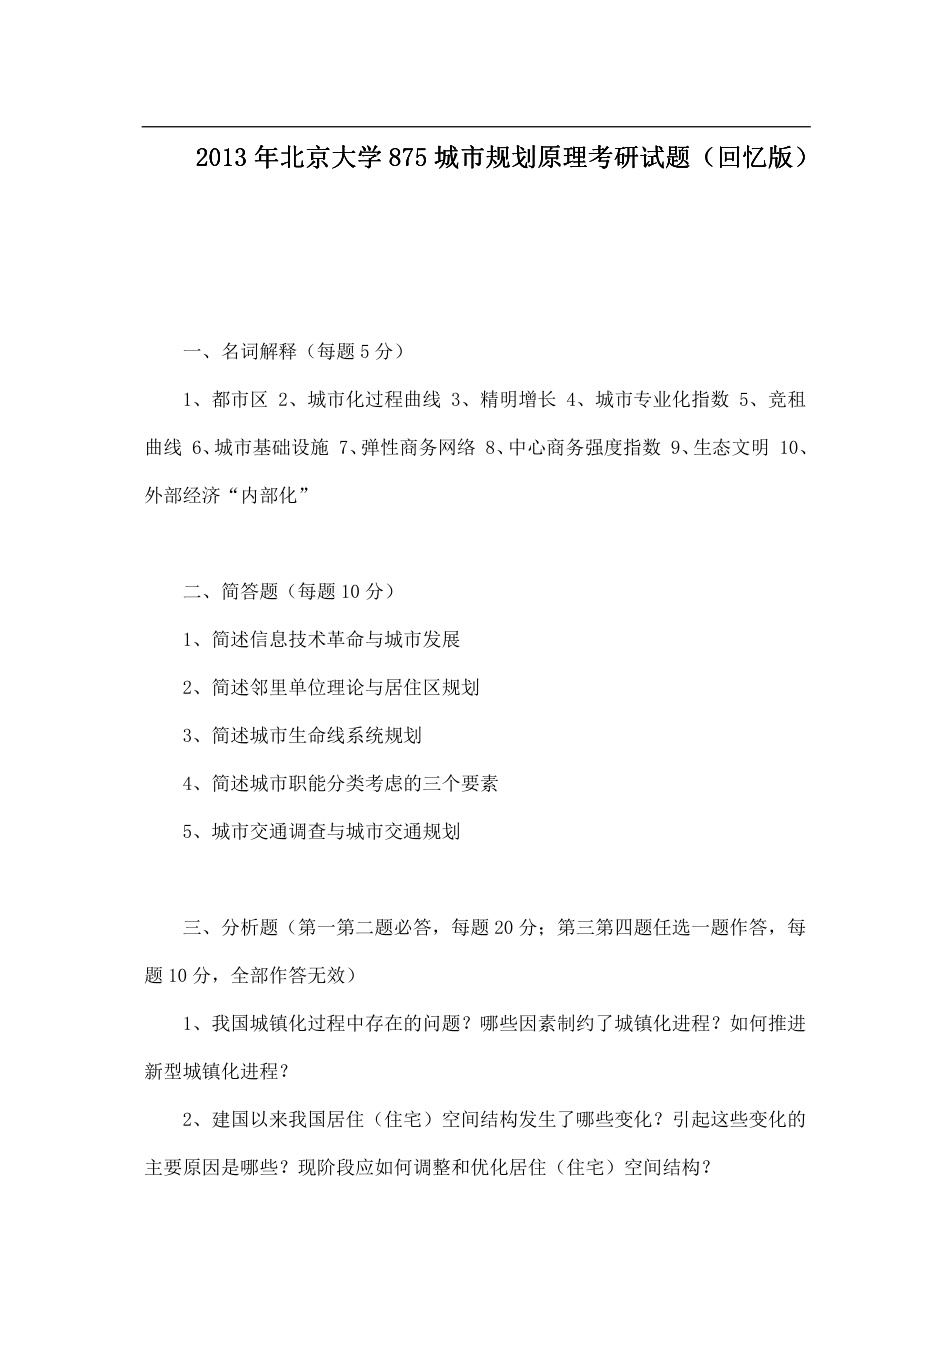 2013 年北京大学 875 城市规划原理考研试题（回忆版）
一、名词解释（每题 5 分）
1、都市区 2、城市化过程曲线 3、精明增长 4、城市专业化指数 5、竞租
曲线 6、城市基础设施 7、弹性商务网络 8、中心商务强度指数 9、生态文明 10、
外部经济“内部化”
二、简答题（每题 10 分）
1、简述信息技术革命与城市发展
2、简述邻里单位理论与居住区规划
3、简述城市生命线系统规划
4、简述城市职能分类考虑的三个要素
5、城市交通调查与城市交通规划
三、分析题（第一第二题必答，每题 20 分；第三第四题任选一题作答，每
题 10 分，全部作答无效）
1、我国城镇化过程中存在的问题？哪些因素制约了城镇化进程？如何推进
新型城镇化进程？
2、建国以来我国居住（住宅）空间结构发生了哪些变化？引起这些变化的
主要原因是哪些？现阶段应如何调整和优化居住（住宅）空间结构？